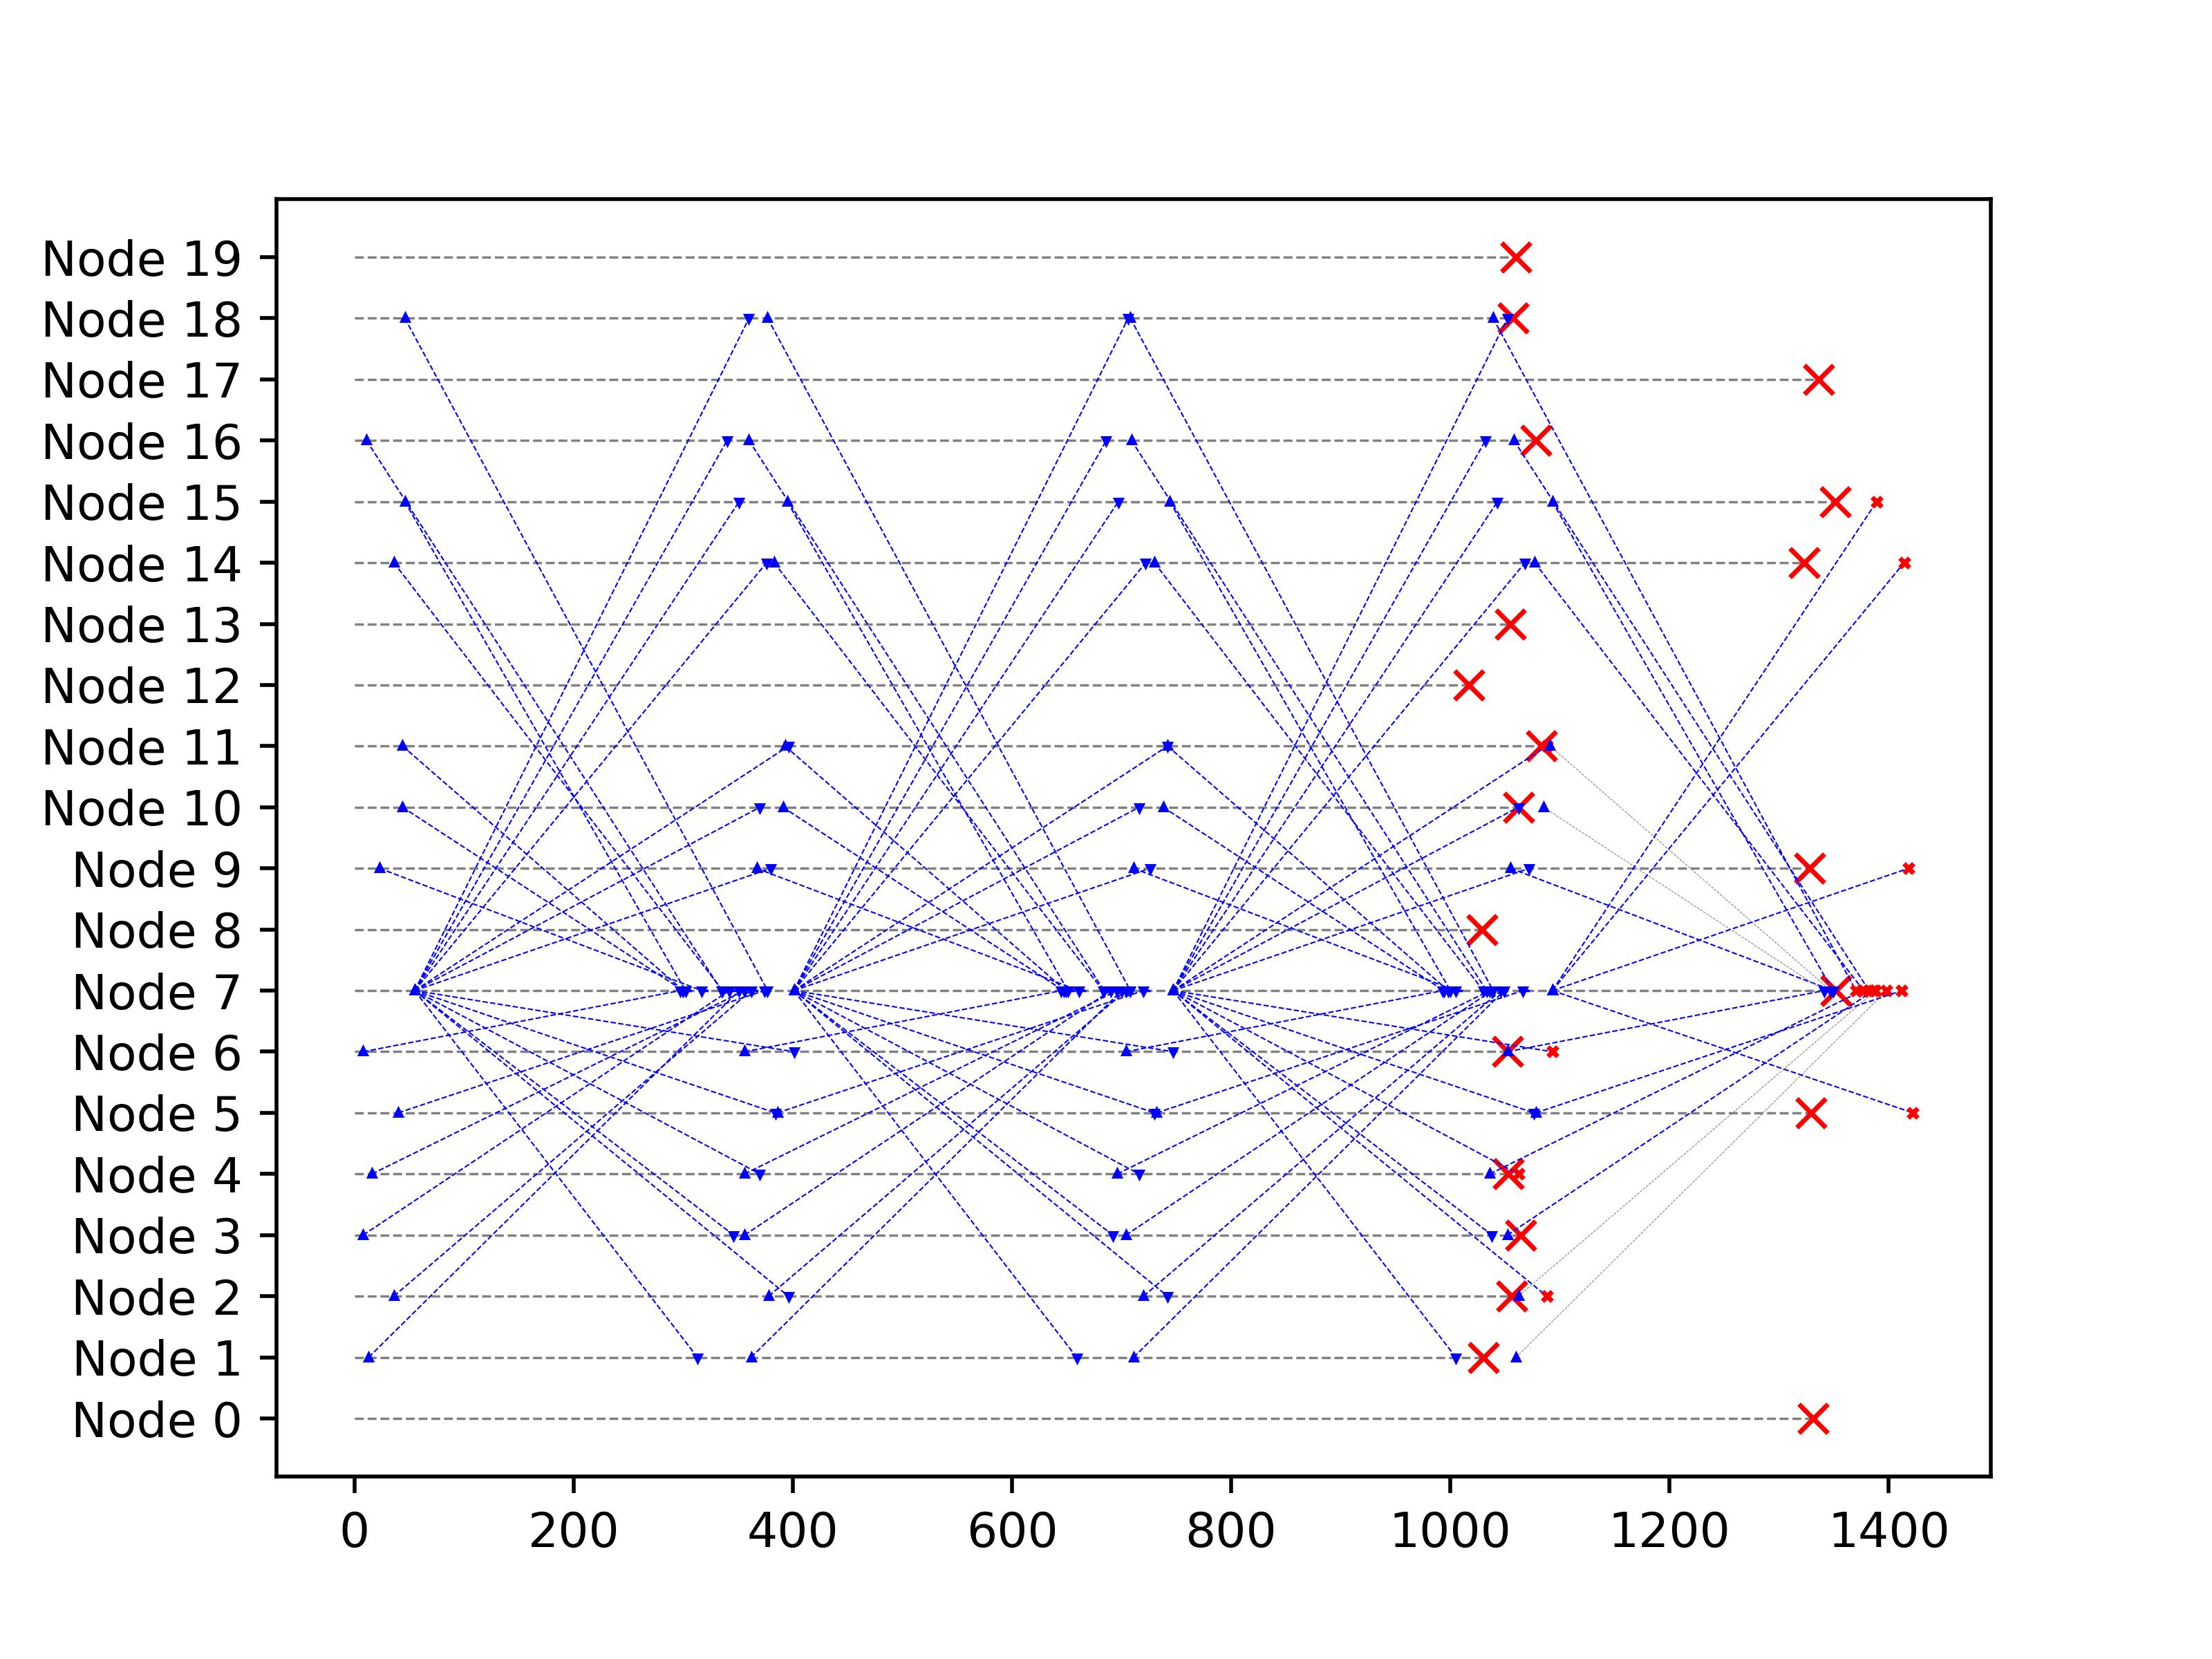 Node 19
Node 18
Node 17
Node 16
Node 15
Node 14
Node 13
Node 12
Node 11
Node 10
Node 9
Node 8
Node 7
Node 6
Node 5
Node 4
Node 3
Node 2
Node 1
Node 0
0 200 400 600 800 1000 1200 1400